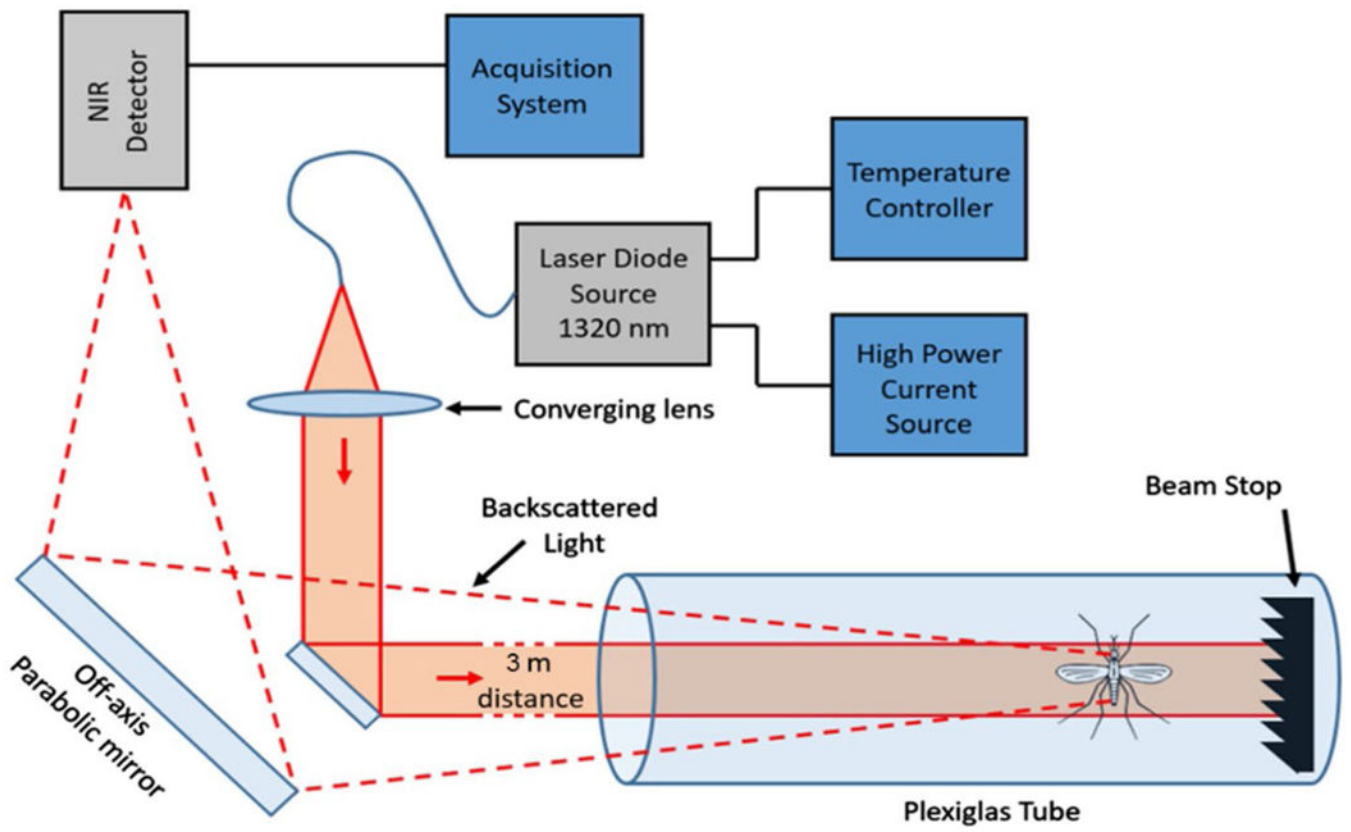 NIR
Detector
Acquisition
System
Temperature
Controller
Laser Diode
Source
1320 nm
High Power
Current
Source
Converging lens
Backscattered
Light
Beam Stop
3 m
distance
Off-axis
Parabolic mirror
Plexiglas Tube